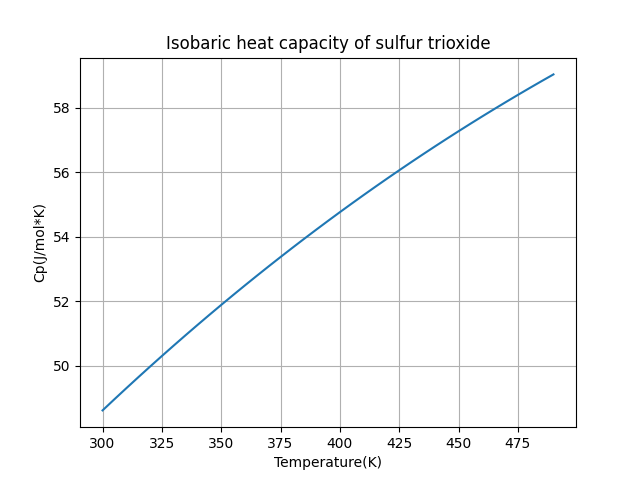 Isobaric heat capacity of sulfur trioxide
Cp(J/mol*K)
58
56
54
52
50
300 325 350 375 400 425 450 475
Temperature(K)